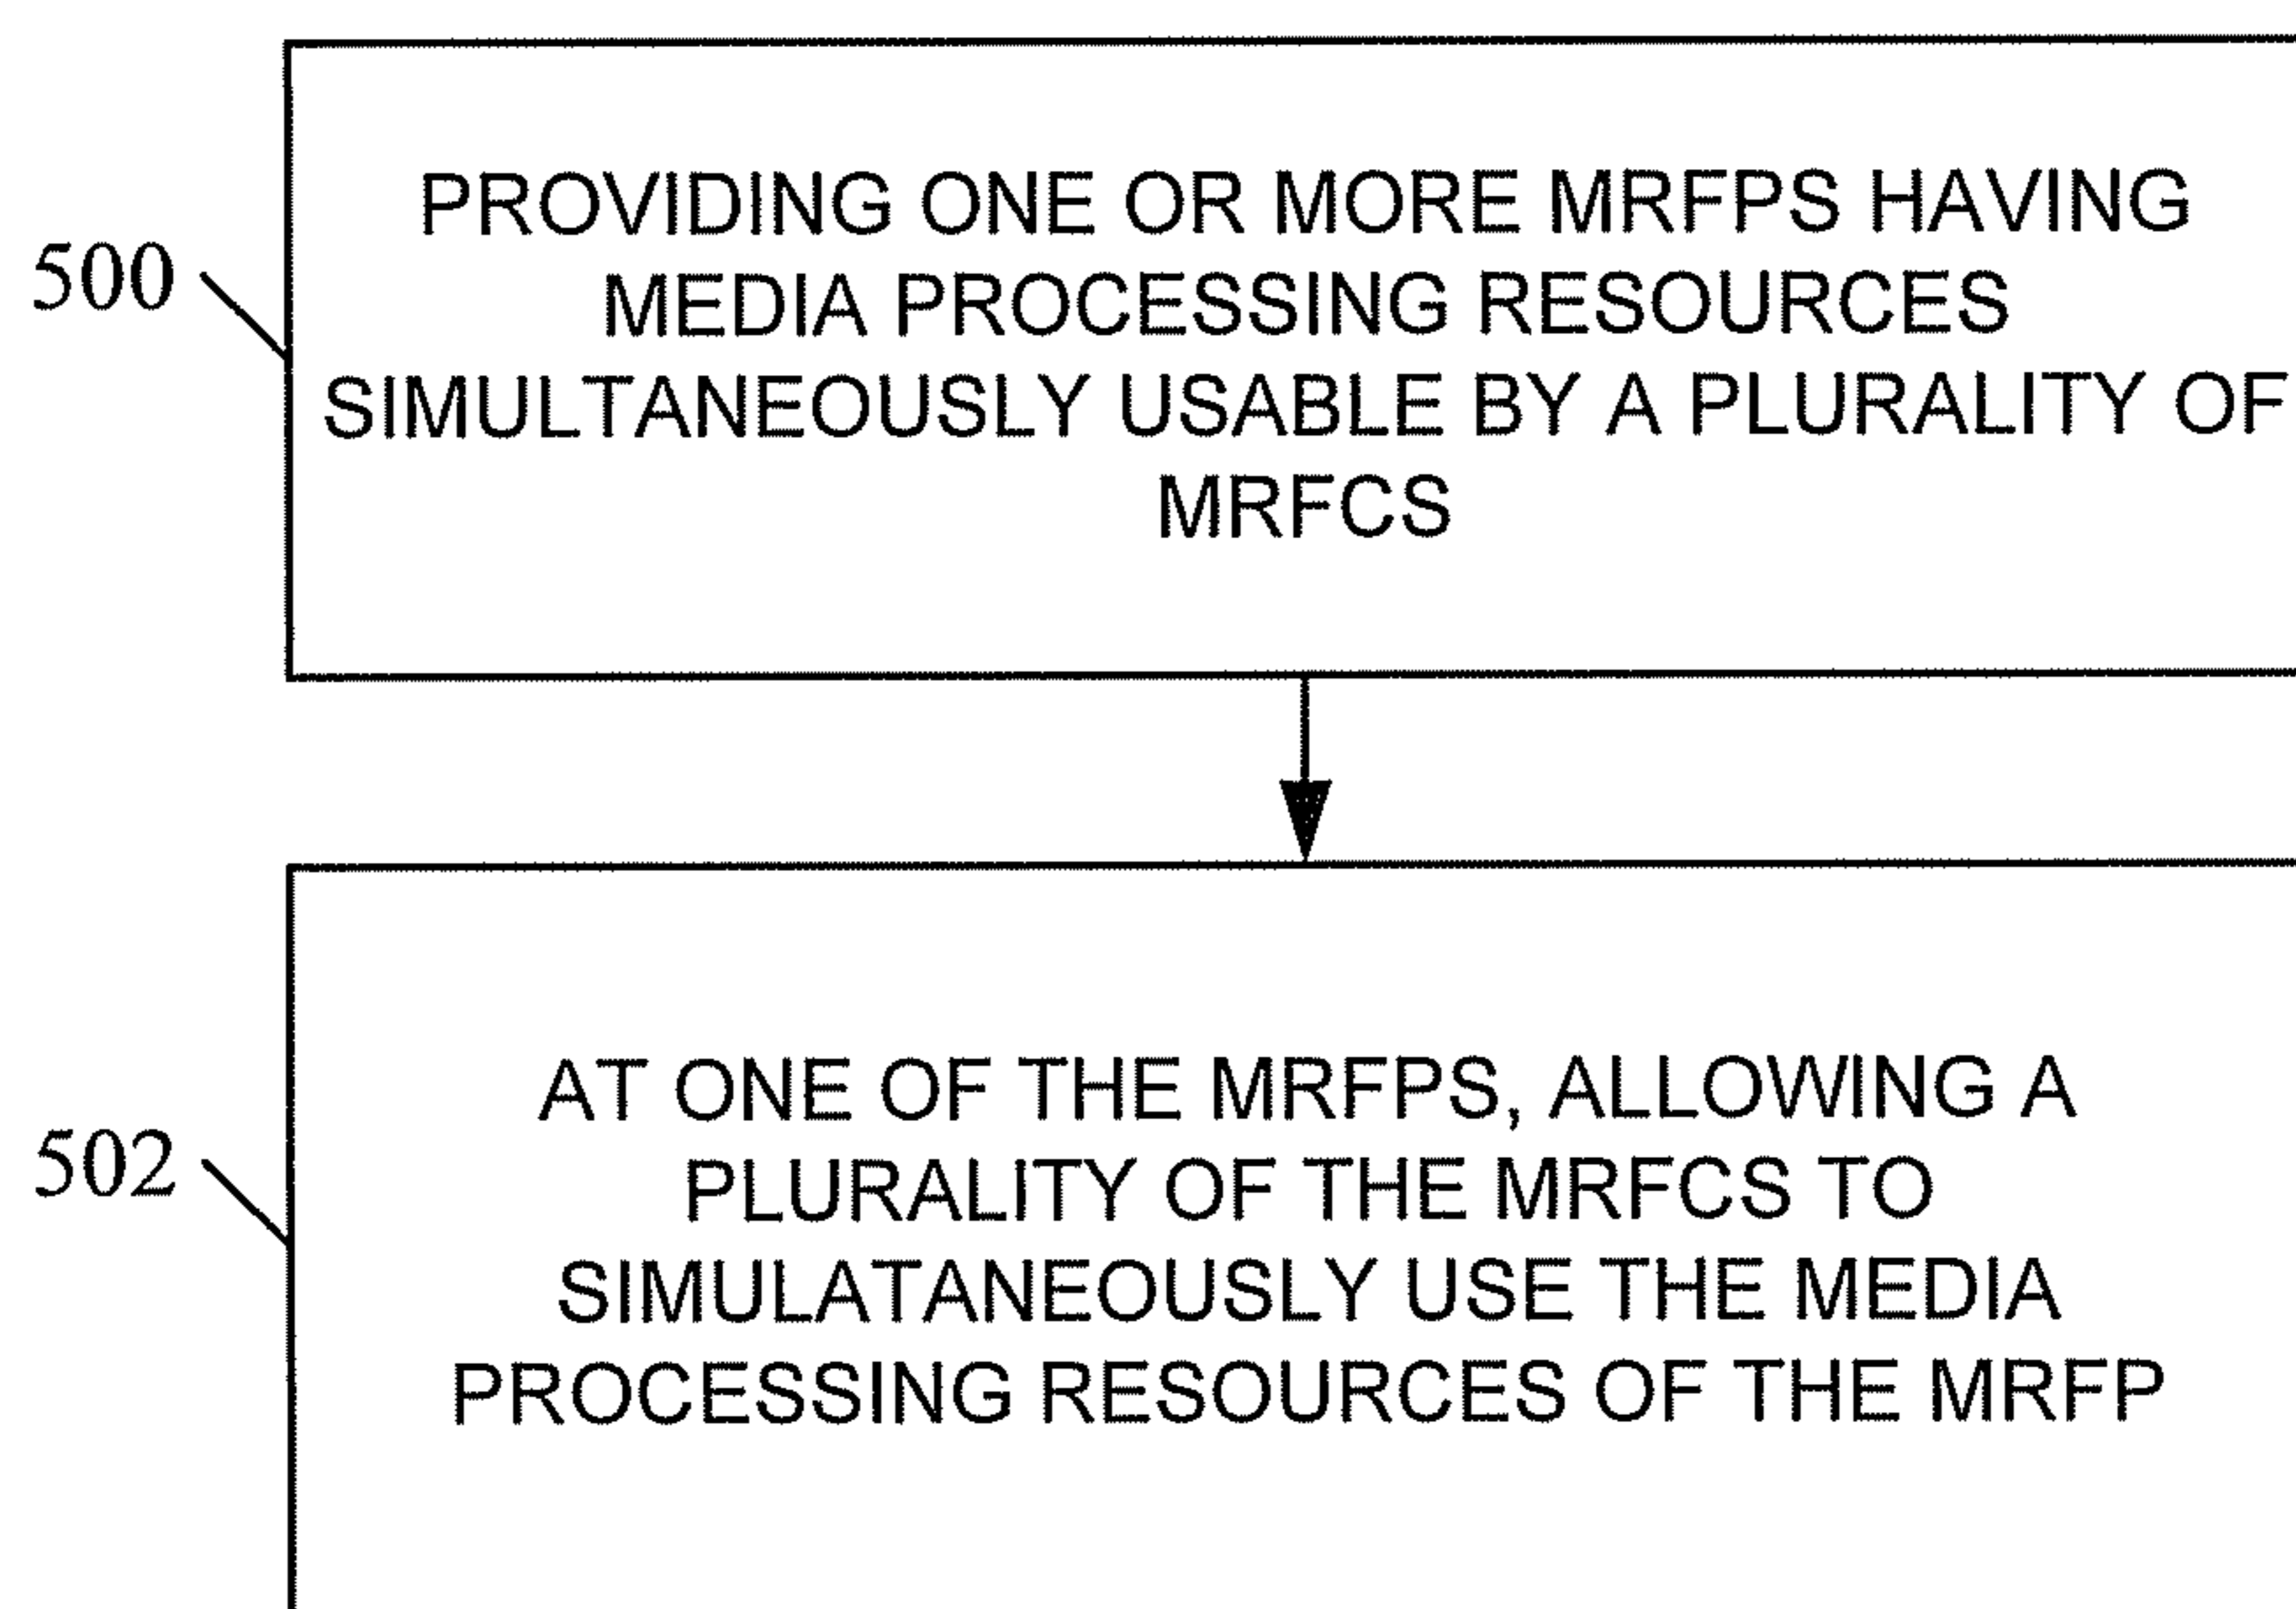 PROVIDING ONE OR MORE MRFPS HAVING
500
MEDIA PROCESSING RESOURCES
SIMULTANEOUSLY USABLE BY A PLURALITY OF
MRFCS
AT ONE OF THE MRFPS, ALLOWING A
502
PLURALITY OF THE MRFCS TO
SIMULATANEOUSLY USE THE MEDIA
PROCESSING RESOURCES OF THE MRFP